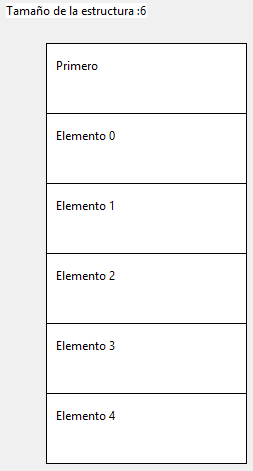 Tamaño de la estructura :6
Primero
Elemento 0
Elemento 1
Elemento 2
Elemento 3
Elemento 4